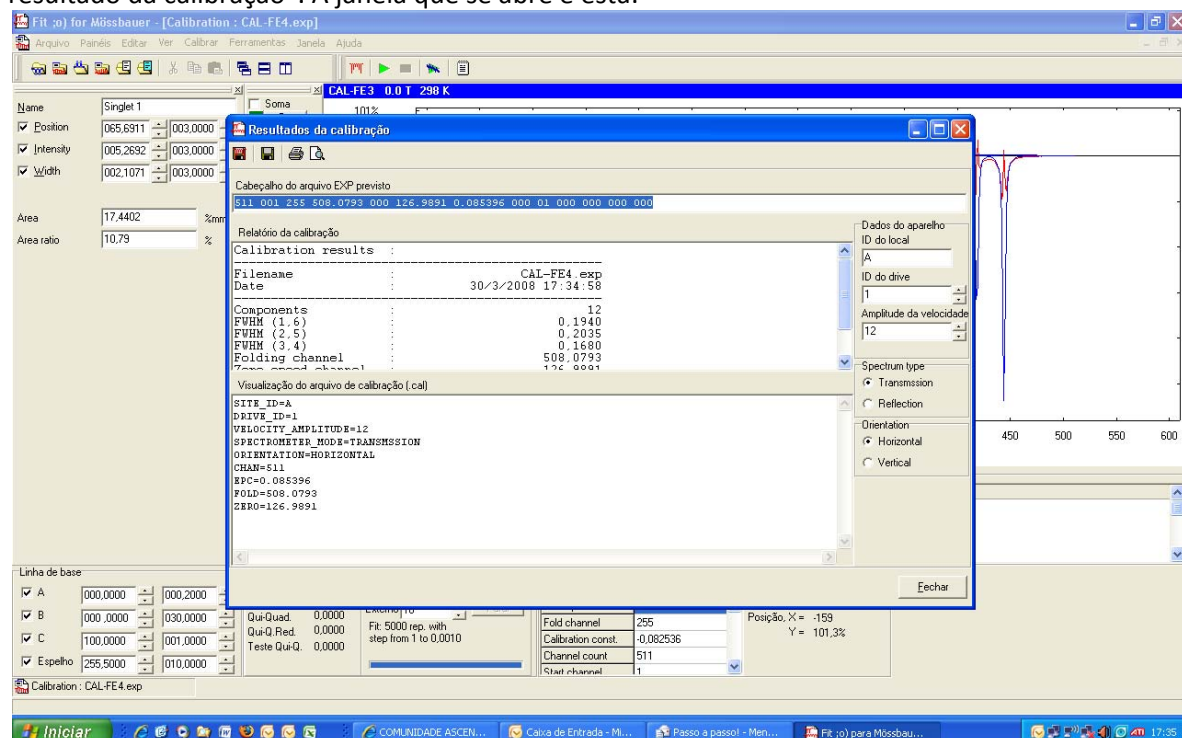 resultado da calibração". A janela que se abre é esta:
Fit ;o) for Mössbauer - [Calibration : CAL-FE4.exp]
Arquivo Painéis Editar Ver Calibrar Ferramentas Janela Ajuda
Name Singlet 1
Position 065,6911 003,0000
Intensity 005,2692 003,0000
Width 002,1071 003,0000
Area 17,4402 %mm
Area ratio 10,79 %
Soma
CAL-FE3 0.0 T 298 K
101%
Resultados da calibração
Cabeçalho do arquivo EXP previsto
511 001 255 508.0793 000 126.9891 0.085396 000 01 000 000 000 000
Relatório da calibração
Calibration results :
Filename : CAL-FE4.exp
Date : 30/3/2008 17:34:58
Components : 12
FWHM (1,6) : 0,1940
FWHM (2,5) : 0,2035
FWHM (3,4) : 0,1680
Folding channel : 508,0793
Zero speed channel : 126,9891
Visualização do arquivo de calibração (.cal)
SITE_ID=A
DRIVE_ID=1
VELOCITY_AMPLITUDE=12
SPECTROMETER_MODE=TRANSMSSION
ORIENTATION=HORIZONTAL
CHAN=511
EPC=0.085396
FOLD=508.0793
ZERO=126.9891
Dados do aparelho
ID do local
A
ID do drive
1
Amplitude da velocidade
12
Spectrum type
Transmssion
Reflection
Orientation
Horizontal
Vertical
Fechar
450 500 550 600
Linha de base
A 000,0000 000,2000
B 000 ,0000 030,0000
C 100,0000 001,0000
Espelho 255,5000 010,0000
Qui-Quad. 0,0000
Qui-Q.Red. 0,0000
Teste Qui-Q. 0,0000
Externo 10
Fit: 5000 rep. with
step from 1 to 0,0010
Fold channel 255
Calibration const. -0,082536
Channel count 511
Start channel 1
Posição, X = -159
Y = 101,3%
Calibration : CAL-FE4.exp
Iniciar
COMUNIDADE ASCEN...
Caixa de Entrada - Mi...
Passo a passo! - Men...
Fit ;o) para Mössbau...
17:35